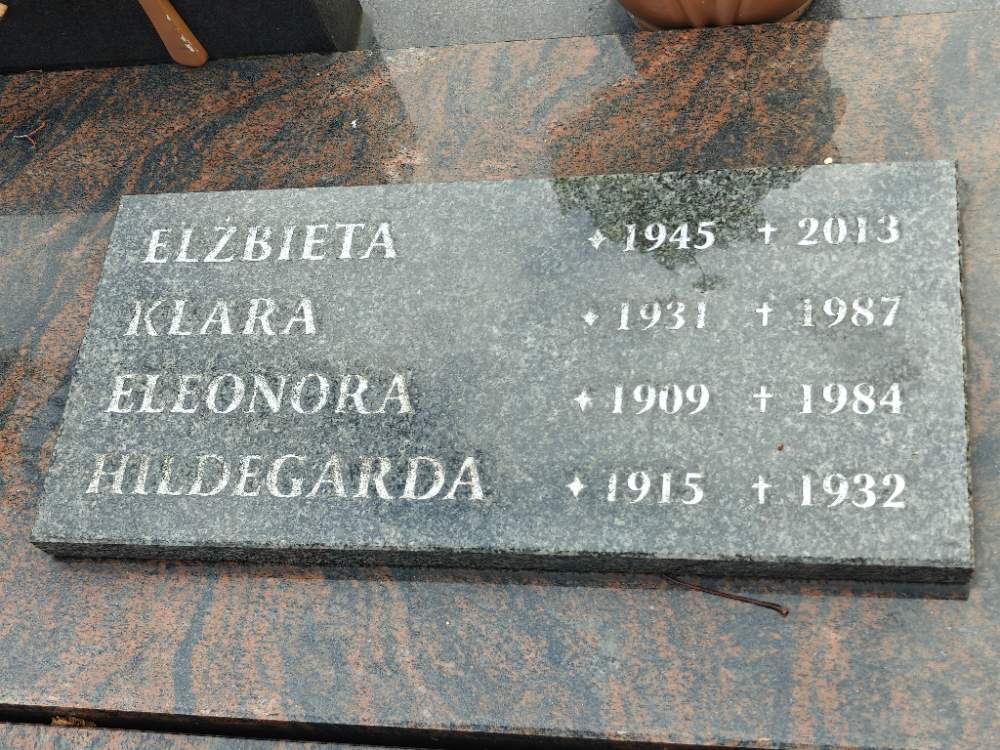 ELŻBIETA ✦ 1945 † 2013
KLARA ✦ 1931 † 1987
ELEONORA ✦ 1909 † 1984
HILDEGARDA ✦ 1915 † 1932